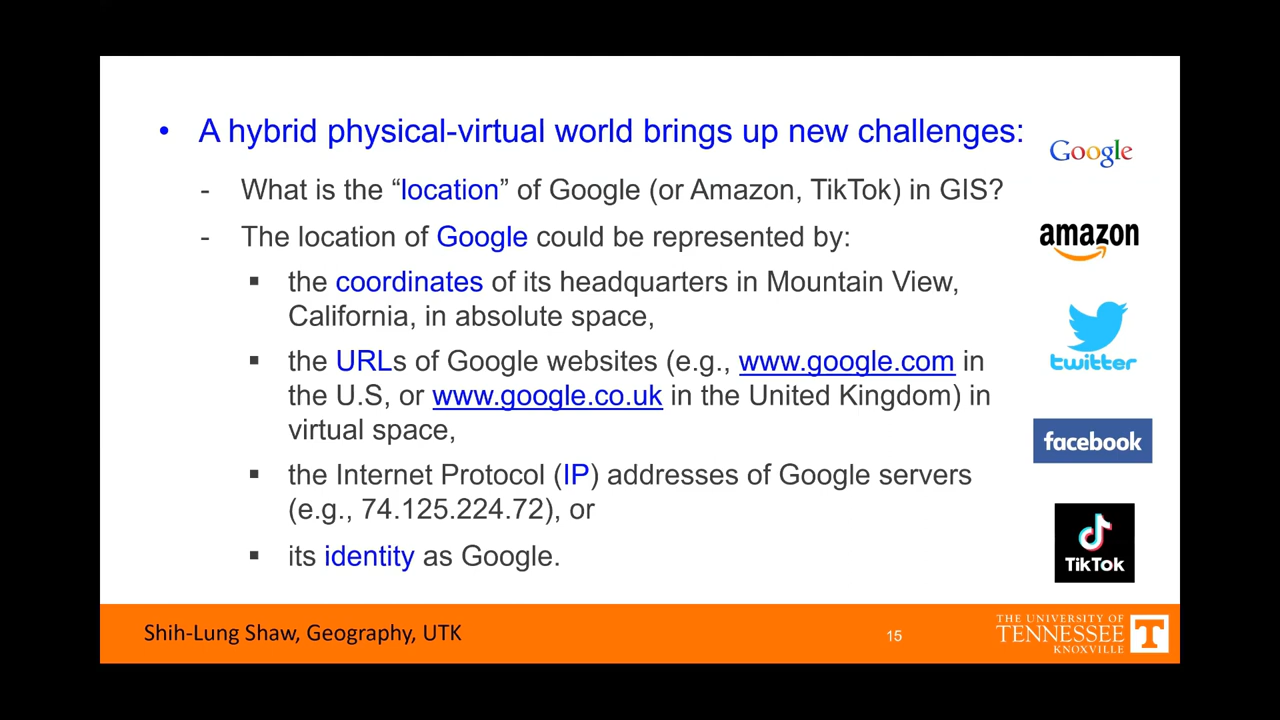 • A hybrid physical-virtual world brings up new challenges:
- What is the “location” of Google (or Amazon, TikTok) in GIS?
- The location of Google could be represented by:
▪ the coordinates of its headquarters in Mountain View,
California, in absolute space,
▪ the URLs of Google websites (e.g., www.google.com in
the U.S, or www.google.co.uk in the United Kingdom) in
virtual space,
▪ the Internet Protocol (IP) addresses of Google servers
(e.g., 74.125.224.72), or
▪ its identity as Google.
Google
amazon
twitter
facebook
TikTok
Shih-Lung Shaw, Geography, UTK
15
THE UNIVERSITY OF
TENNESSEE
KNOXVILLE
T